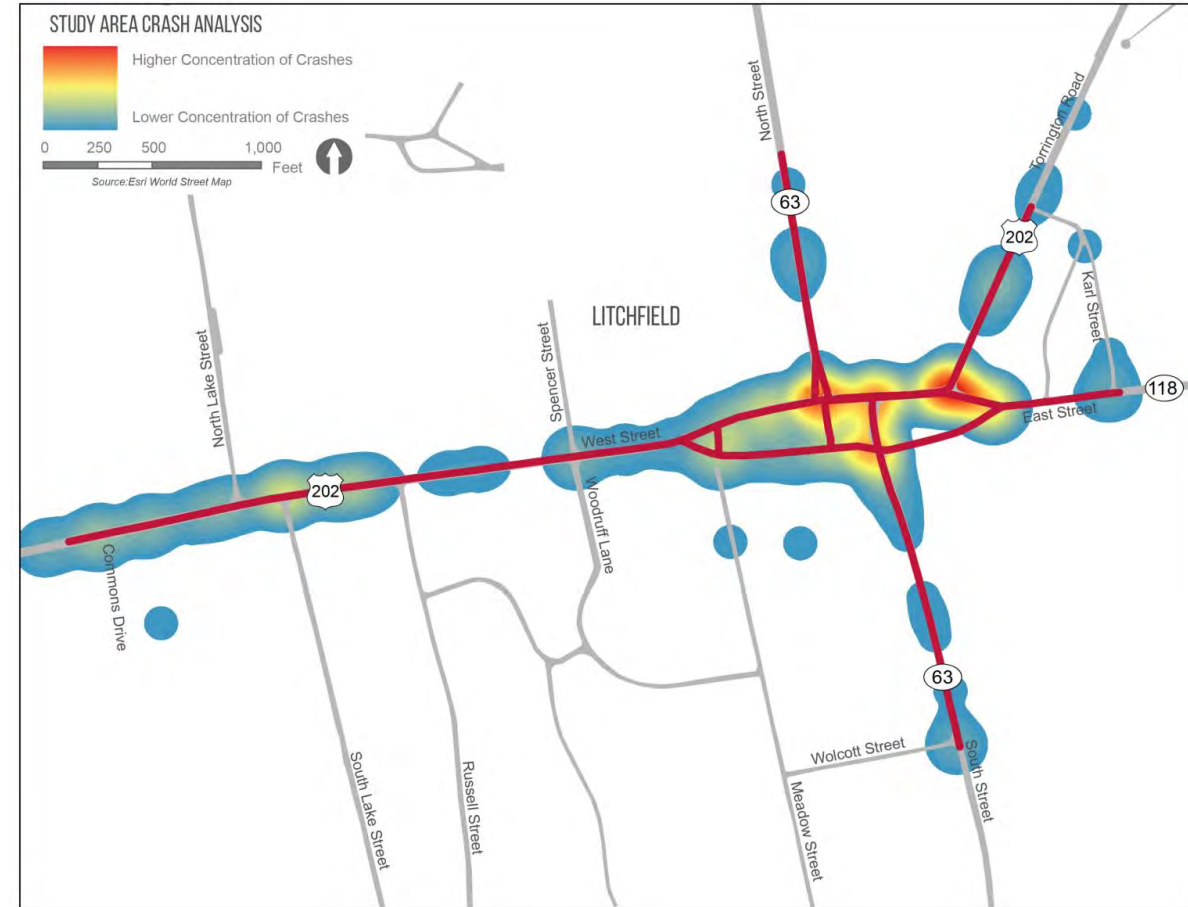 STUDY AREA CRASH ANALYSIS
Higher Concentration of Crashes
Lower Concentration of Crashes
0 250 500 1,000
Feet
Source:Esri World Street Map
North Street
63
Torrington Road
202
Karl Street
LITCHFIELD
North Lake Street
Spencer Street
118
East Street
West Street
202
Woodruff Lane
Commons Drive
63
Wolcott Street
South Street
South Lake Street
Russell Street
Meadow Street